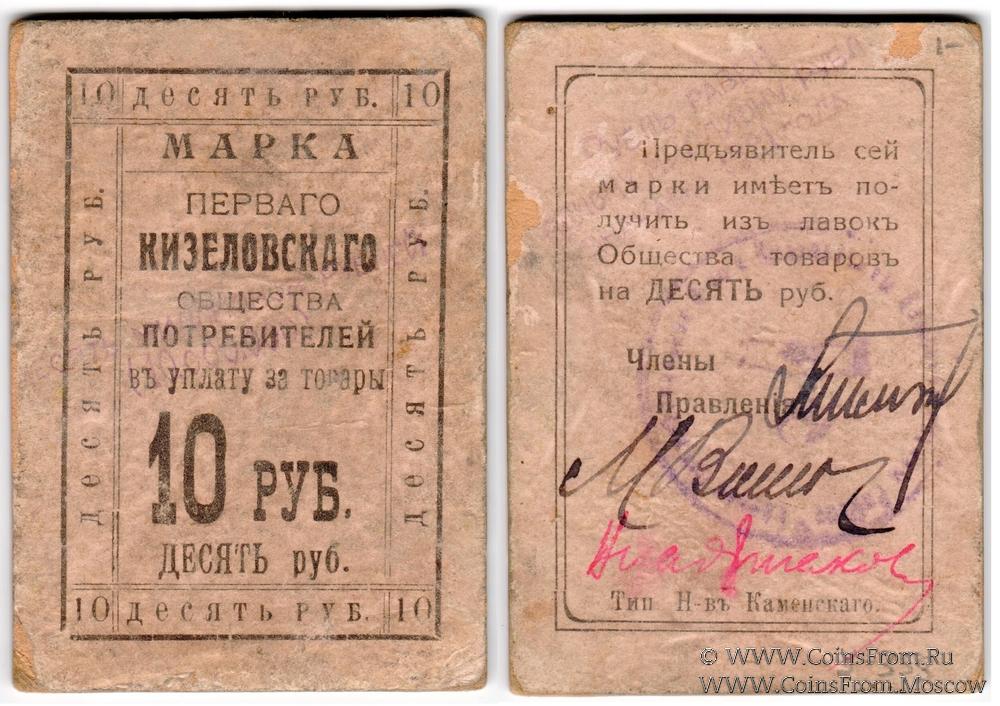 10 ДЕСЯТЬ РУБ. 10
МАРКА
ПЕРВАГО
КИЗЕЛОВСКАГО
ОБЩЕСТВА
ПОТРЕБИТЕЛЕЙ
въ уплату за товары
10 РУБ.
ДЕСЯТЬ руб.
ДЕСЯТЬ РУБ.
ДЕСЯТЬ РУБ.
10 ДЕСЯТЬ РУБ. 10
1-
Предъявитель сей
марки имѣетъ по-
лучить изъ лавокъ
Общества товаровъ
на ДЕСЯТЬ руб.
Члены
Правленія
Тип. Н-въ Каменскаго.
© WWW.CoinsFrom.Ru
WWW.CoinsFrom.Moscow